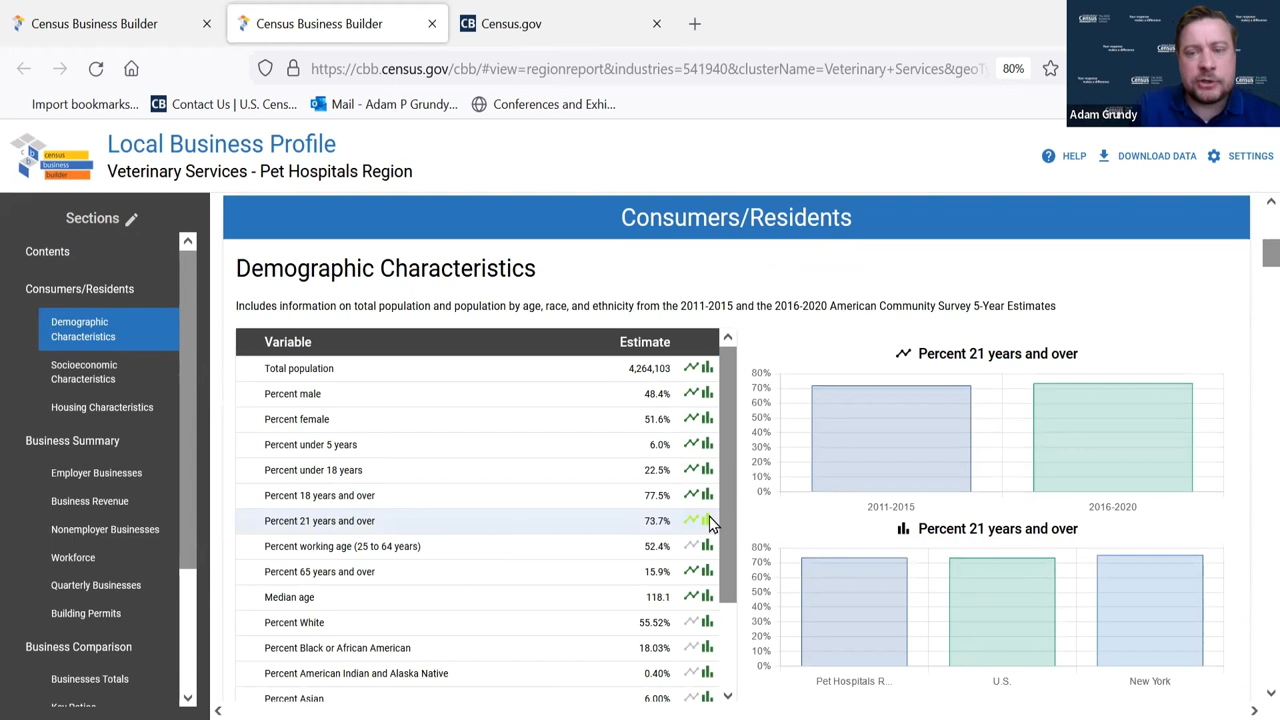 Census Business Builder
Census Business Builder
CB Census.gov
https://cbb.census.gov/cbb/#view=regionreport&industries=541940&clusterName=Veterinary+Services&geoTy
80%
Import bookmarks...
CB Contact Us | U.S. Cens...
Mail - Adam P Grundy...
Conferences and Exhi...
Adam Grundy
census
business
builder
Local Business Profile
Veterinary Services - Pet Hospitals Region
HELP
DOWNLOAD DATA
SETTINGS
Sections
Contents
Consumers/Residents
Demographic
Characteristics
Socioeconomic
Characteristics
Housing Characteristics
Business Summary
Employer Businesses
Business Revenue
Nonemployer Businesses
Workforce
Quarterly Businesses
Building Permits
Business Comparison
Businesses Totals
Key Ratios
Consumers/Residents
Demographic Characteristics
Includes information on total population and population by age, race, and ethnicity from the 2011-2015 and the 2016-2020 American Community Survey 5-Year Estimates
Variable Estimate
Total population 4,264,103
Percent male 48.4%
Percent female 51.6%
Percent under 5 years 6.0%
Percent under 18 years 22.5%
Percent 18 years and over 77.5%
Percent 21 years and over 73.7%
Percent working age (25 to 64 years) 52.4%
Percent 65 years and over 15.9%
Median age 118.1
Percent White 55.52%
Percent Black or African American 18.03%
Percent American Indian and Alaska Native 0.40%
Percent Asian 6.00%
Percent 21 years and over
80%
70%
60%
50%
40%
30%
20%
10%
0%
2011-2015 2016-2020
Percent 21 years and over
80%
70%
60%
50%
40%
30%
20%
10%
0%
Pet Hospitals R... U.S. New York